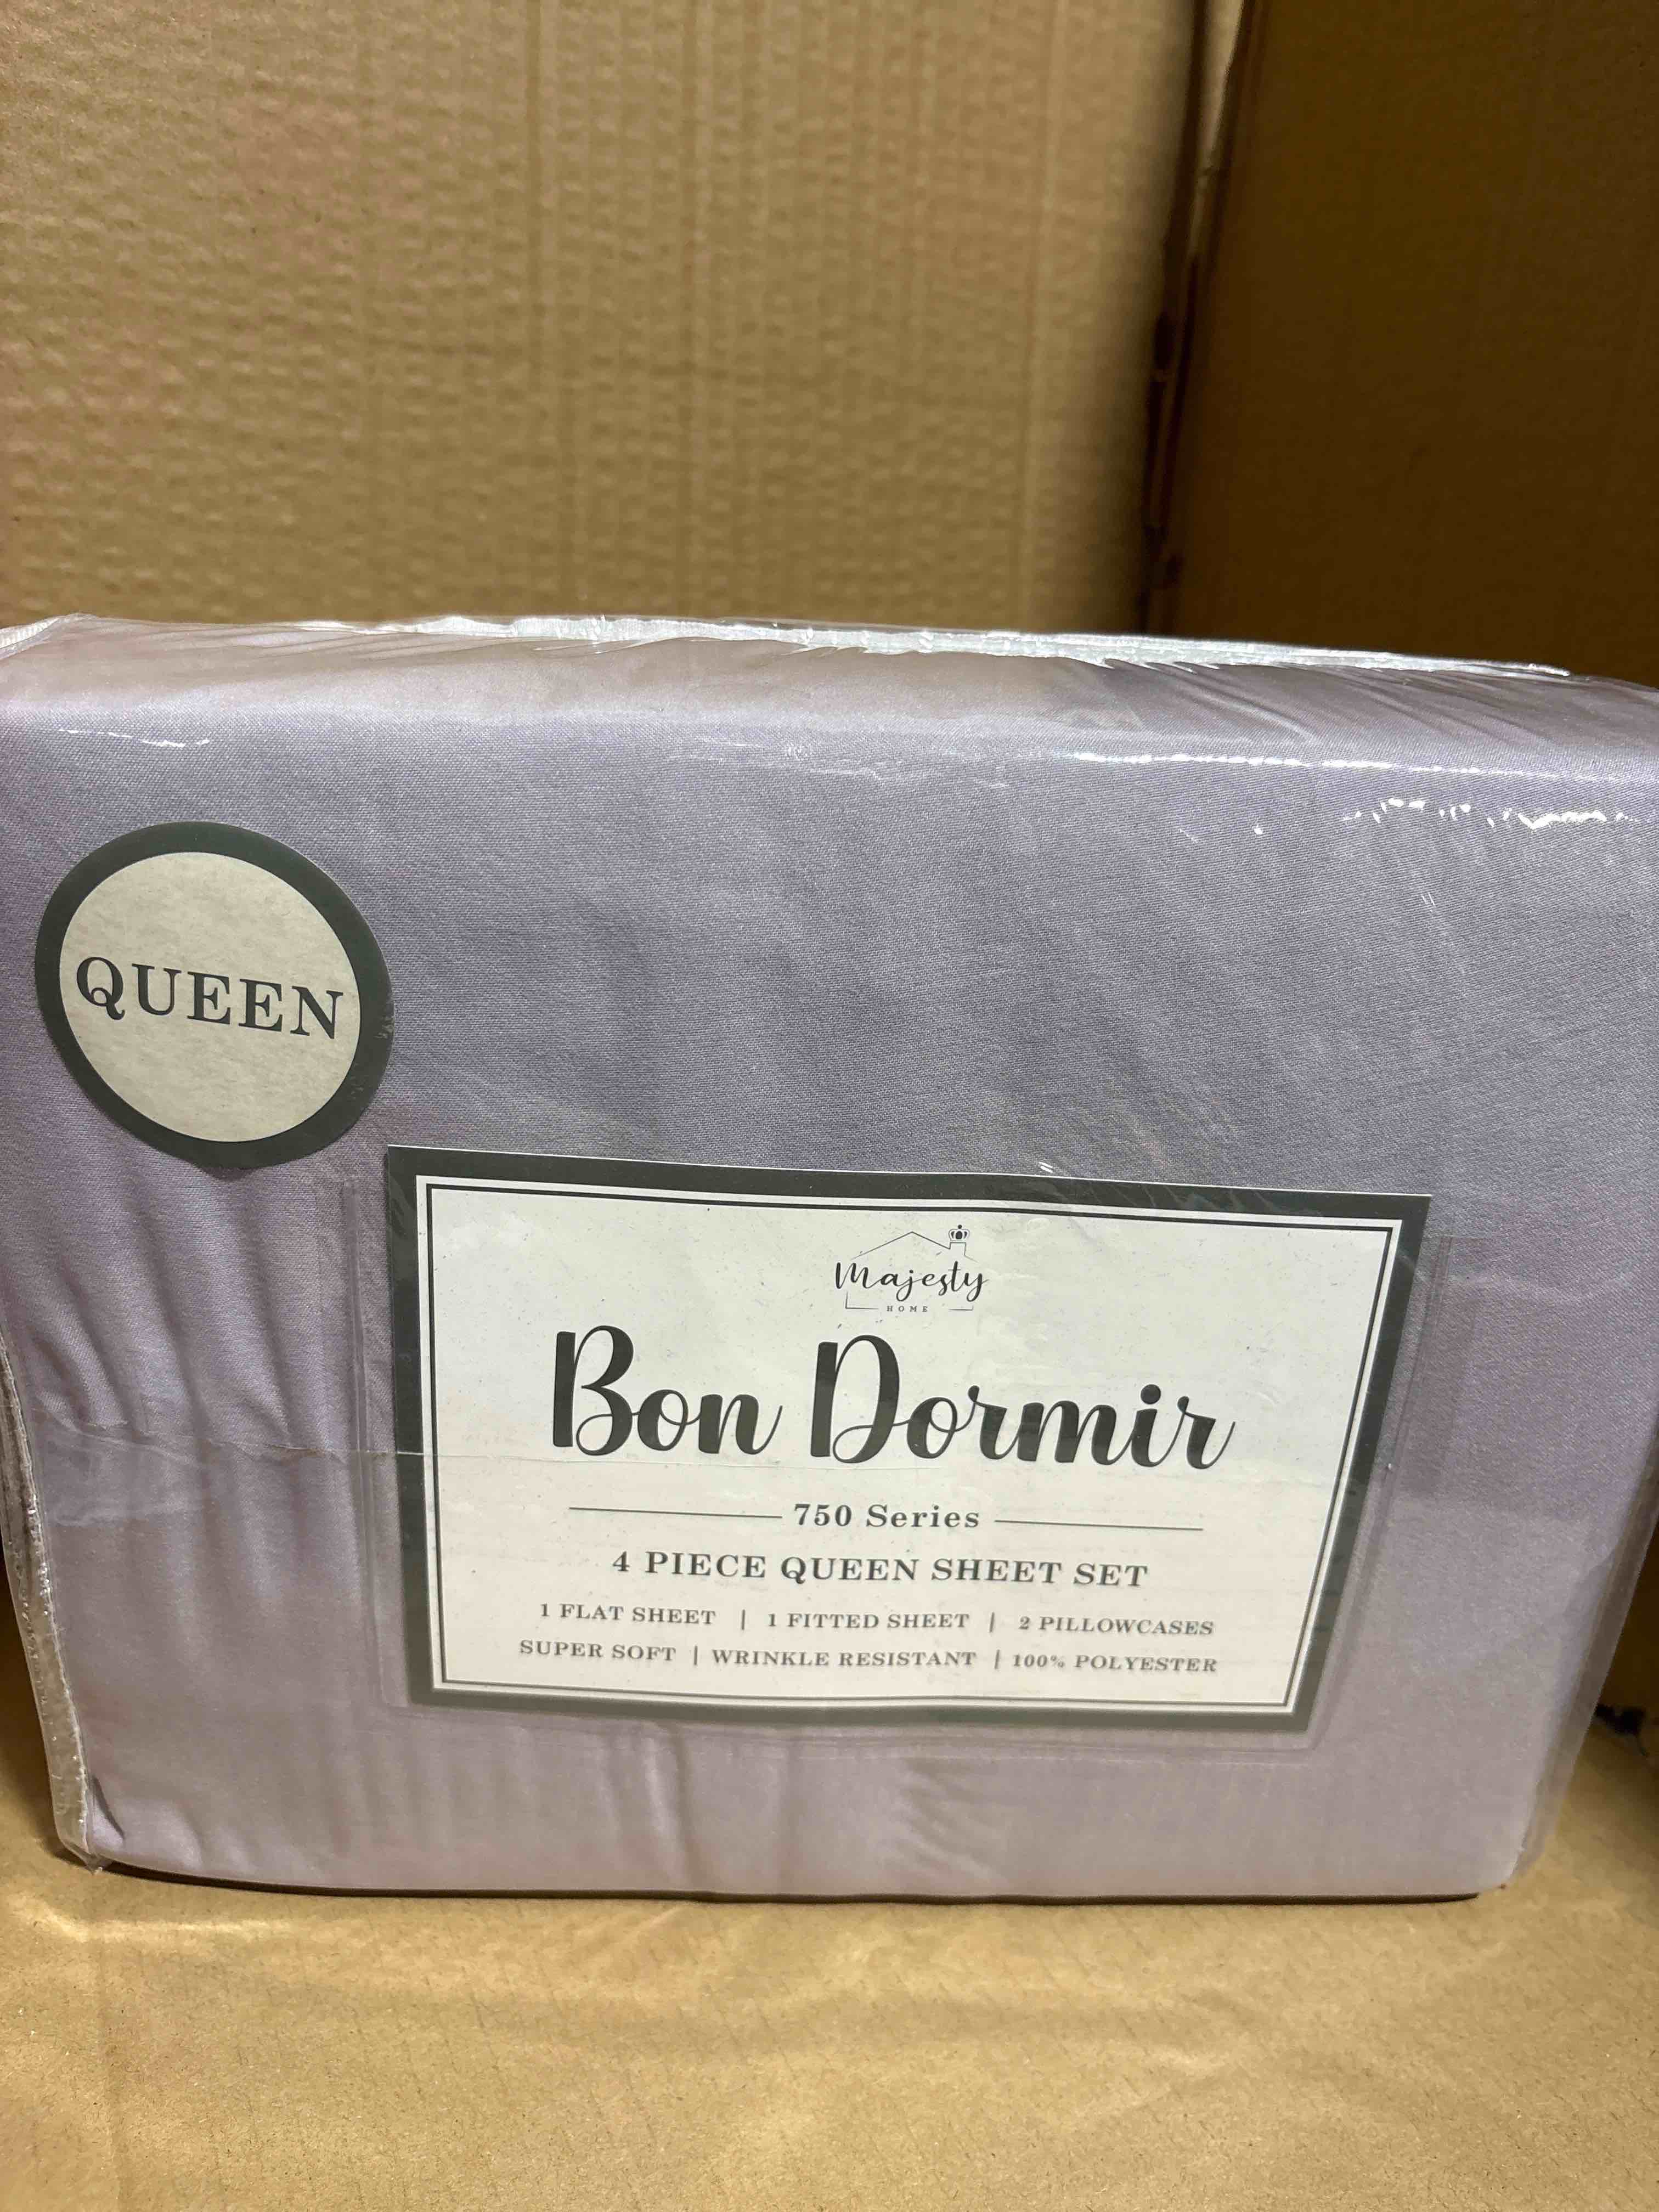 QUEEN
Majesty
HOME
Bon Dormir
750 Series
4 PIECE QUEEN SHEET SET
1 FLAT SHEET | 1 FITTED SHEET | 2 PILLOWCASES
SUPER SOFT | WRINKLE RESISTANT | 100% POLYESTER